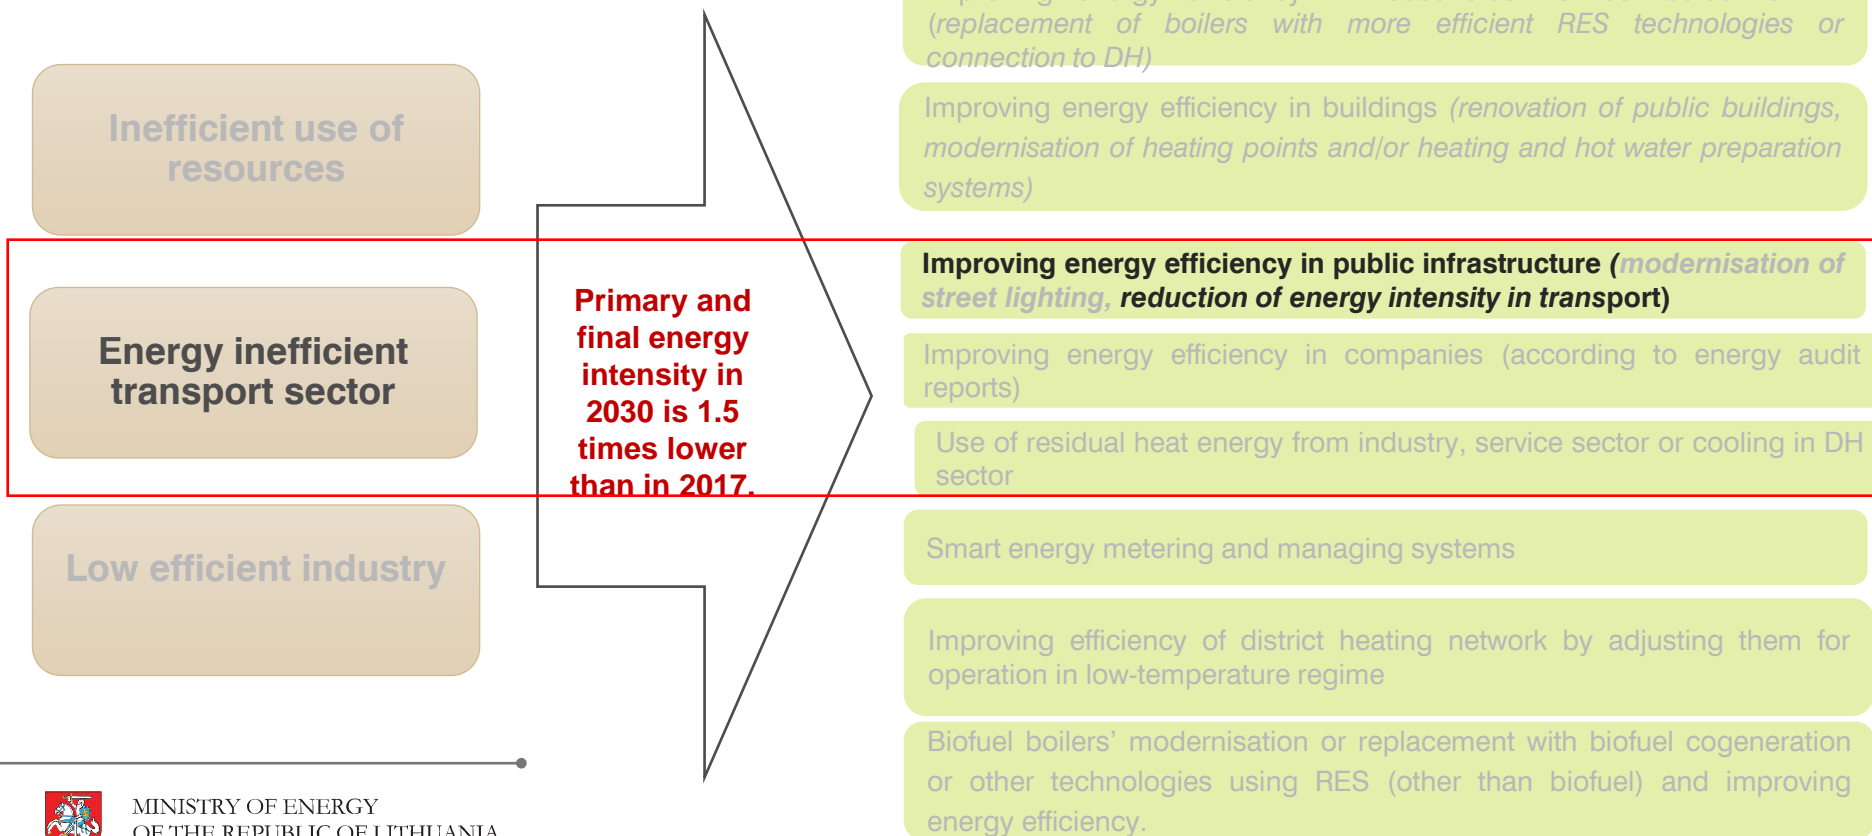 Inefficient use of
resources
Energy inefficient
transport sector
Low efficient industry
Primary and
final energy
intensity in
2030 is 1.5
times lower
than in 2017.
(replacement of boilers with more efficient RES technologies or
connection to DH)
Improving energy efficiency in buildings (renovation of public buildings,
modernisation of heating points and/or heating and hot water preparation
systems)
Improving energy efficiency in public infrastructure (modernisation of
street lighting, reduction of energy intensity in transport)
Improving energy efficiency in companies (according to energy audit
reports)
Use of residual heat energy from industry, service sector or cooling in DH
sector
Smart energy metering and managing systems
Improving efficiency of district heating network by adjusting them for
operation in low-temperature regime
Biofuel boilers’ modernisation or replacement with biofuel cogeneration
or other technologies using RES (other than biofuel) and improving
energy efficiency.
MINISTRY OF ENERGY
OF THE REPUBLIC OF LITHUANIA